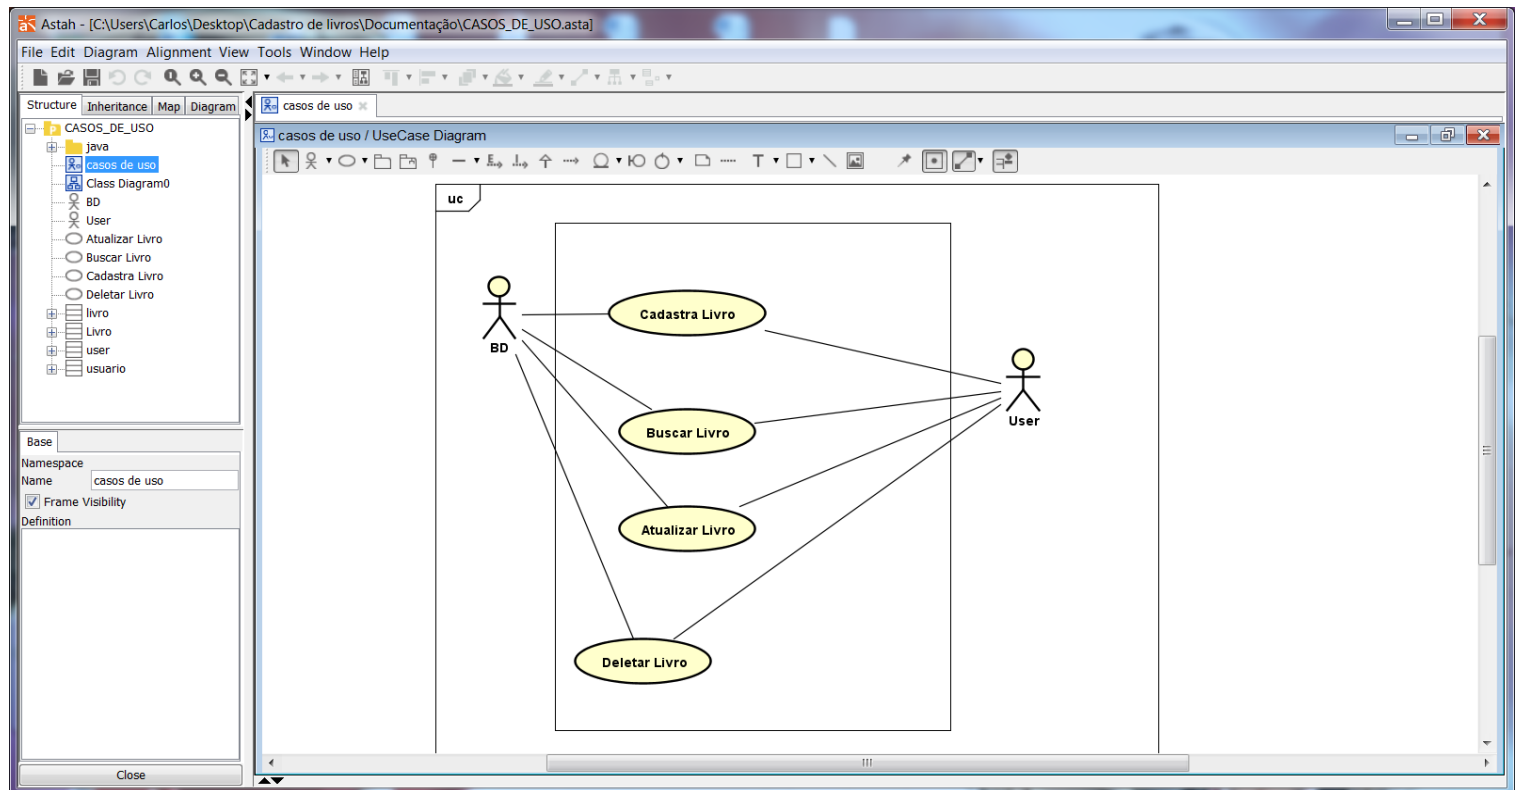 Astah - [C:\Users\Carlos\Desktop\Cadastro de livros\Documentação\CASOS_DE_USO.asta]
File Edit Diagram Alignment View Tools Window Help
Structure Inheritance Map Diagram
casos de uso
CASOS_DE_USO
java
casos de uso
Class Diagram0
BD
User
Atualizar Livro
Buscar Livro
Cadastra Livro
Deletar Livro
livro
Livro
user
usuario
Base
Namespace
Name casos de uso
Frame Visibility
Definition
Close
casos de uso / UseCase Diagram
T
uc
Cadastra Livro
BD
User
Buscar Livro
Atualizar Livro
Deletar Livro